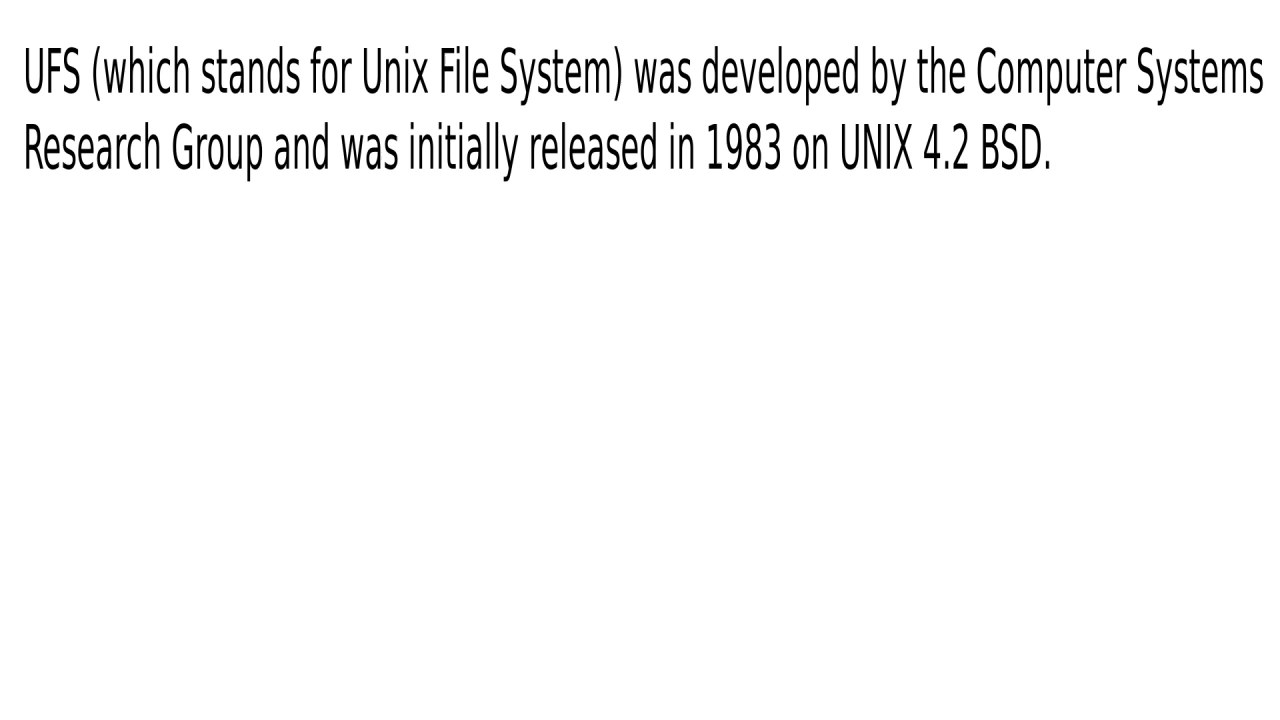 UFS (which stands for Unix File System) was developed by the Computer Systems
Research Group and was initially released in 1983 on UNIX 4.2 BSD.